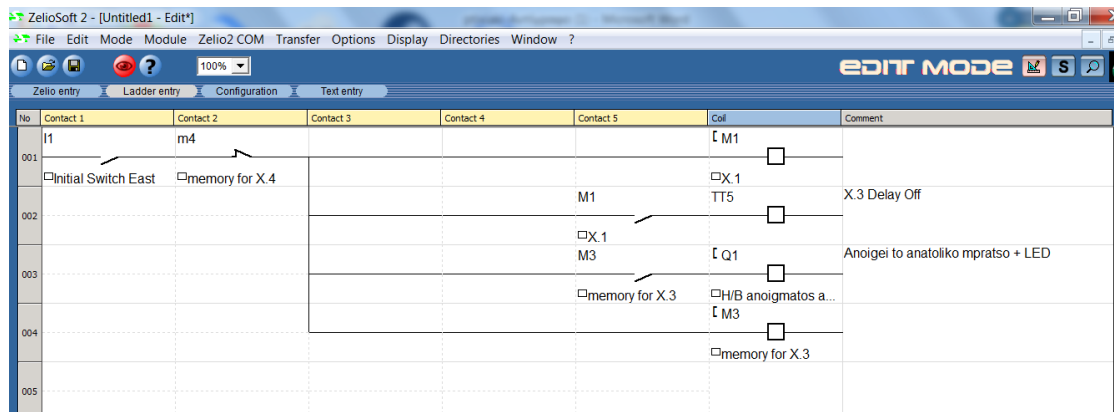 ZelioSoft 2 - [Untitled1 - Edit*]
File Edit Mode Module Zelio2 COM Transfer Options Display Directories Window ?
100% EDIT MODE S
Zelio entry Ladder entry Configuration Text entry
No Contact 1 Contact 2 Contact 3 Contact 4 Contact 5 Coil Comment
I1 m4 [ M1
001
Initial Switch East memory for X.4 X.1
M1 TT5 X.3 Delay Off
002
X.1
M3 [ Q1 Anoigei to anatoliko mpratso + LED
003
memory for X.3 H/B anoigmatos a...
[ M3
004
memory for X.3
005